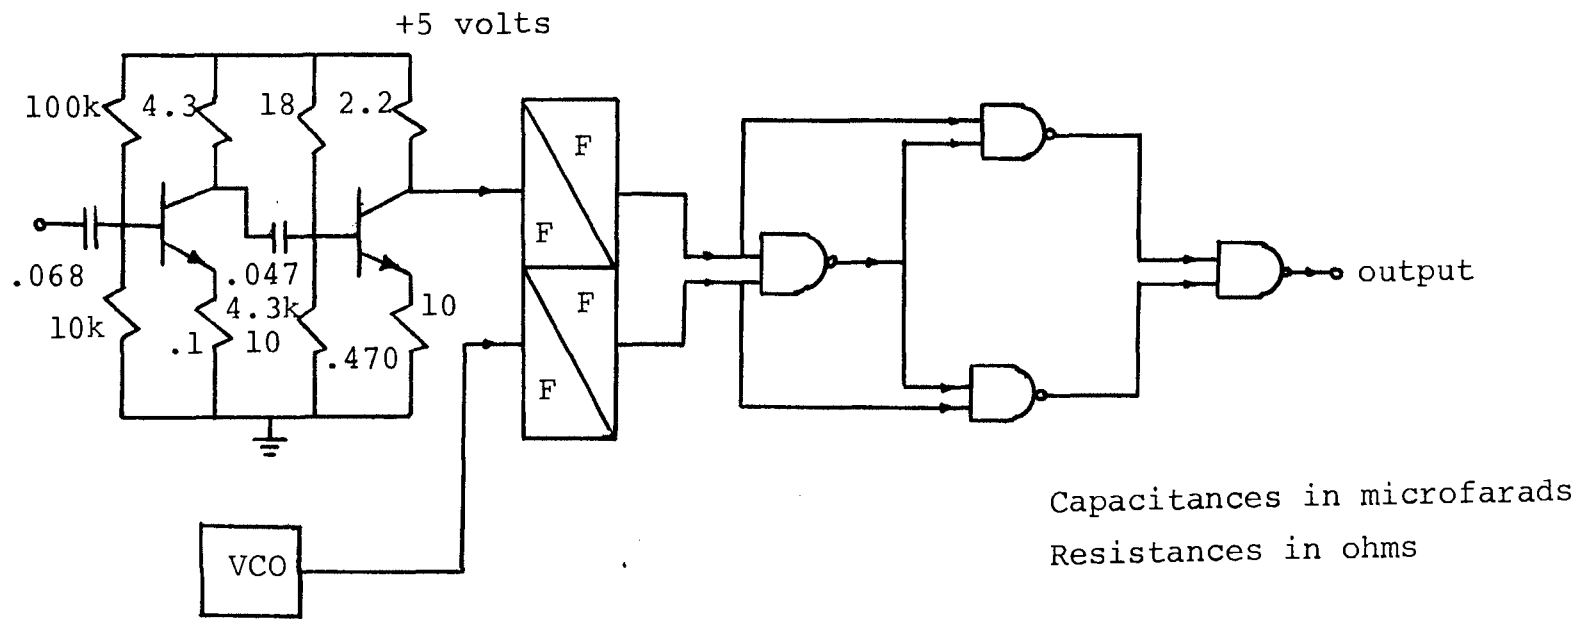 +5 volts
100k
4.3
18
2.2
F
F
.068
.047
10k
4.3k
10
.1
10
.470
F
F
output
VCO
Capacitances in microfarads
Resistances in ohms